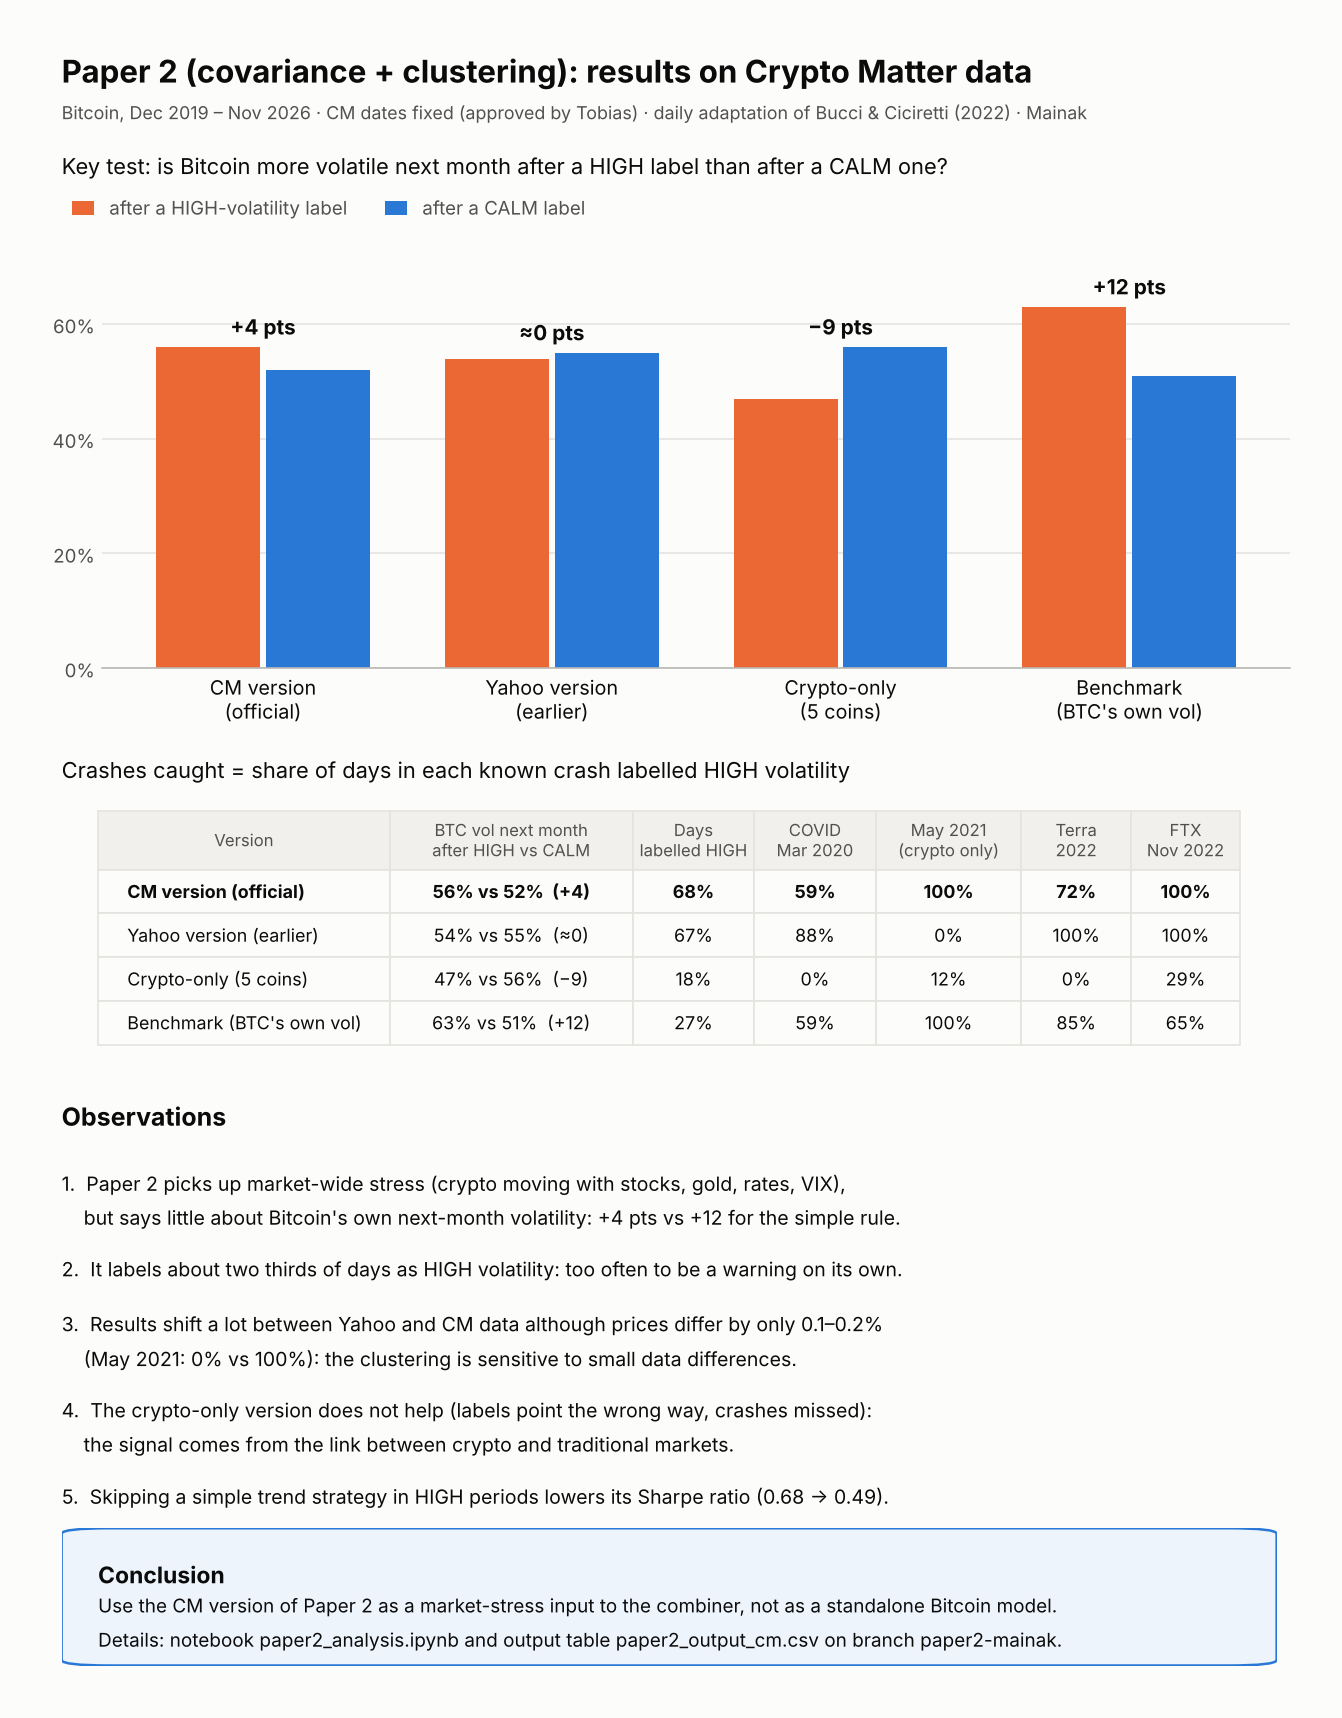 Paper 2 (covariance + clustering): results on Crypto Matter data
Bitcoin, Dec 2019 – Nov 2026 · CM dates fixed (approved by Tobias) · daily adaptation of Bucci & Ciciretti (2022) · Mainak
Key test: is Bitcoin more volatile next month after a HIGH label than after a CALM one?
after a HIGH-volatility label after a CALM label
+12 pts
60% +4 pts ≈0 pts −9 pts
40%
20%
0%
CM version Yahoo version Crypto-only Benchmark
(official) (earlier) (5 coins) (BTC's own vol)
Crashes caught = share of days in each known crash labelled HIGH volatility
Version BTC vol next month after HIGH vs CALM Days labelled HIGH COVID Mar 2020 May 2021 (crypto only) Terra 2022 FTX Nov 2022
CM version (official) 56% vs 52% (+4) 68% 59% 100% 72% 100%
Yahoo version (earlier) 54% vs 55% (≈0) 67% 88% 0% 100% 100%
Crypto-only (5 coins) 47% vs 56% (−9) 18% 0% 12% 0% 29%
Benchmark (BTC's own vol) 63% vs 51% (+12) 27% 59% 100% 85% 65%
Observations
1. Paper 2 picks up market-wide stress (crypto moving with stocks, gold, rates, VIX),
but says little about Bitcoin's own next-month volatility: +4 pts vs +12 for the simple rule.
2. It labels about two thirds of days as HIGH volatility: too often to be a warning on its own.
3. Results shift a lot between Yahoo and CM data although prices differ by only 0.1–0.2%
(May 2021: 0% vs 100%): the clustering is sensitive to small data differences.
4. The crypto-only version does not help (labels point the wrong way, crashes missed):
the signal comes from the link between crypto and traditional markets.
5. Skipping a simple trend strategy in HIGH periods lowers its Sharpe ratio (0.68 → 0.49).
Conclusion
Use the CM version of Paper 2 as a market-stress input to the combiner, not as a standalone Bitcoin model.
Details: notebook paper2_analysis.ipynb and output table paper2_output_cm.csv on branch paper2-mainak.